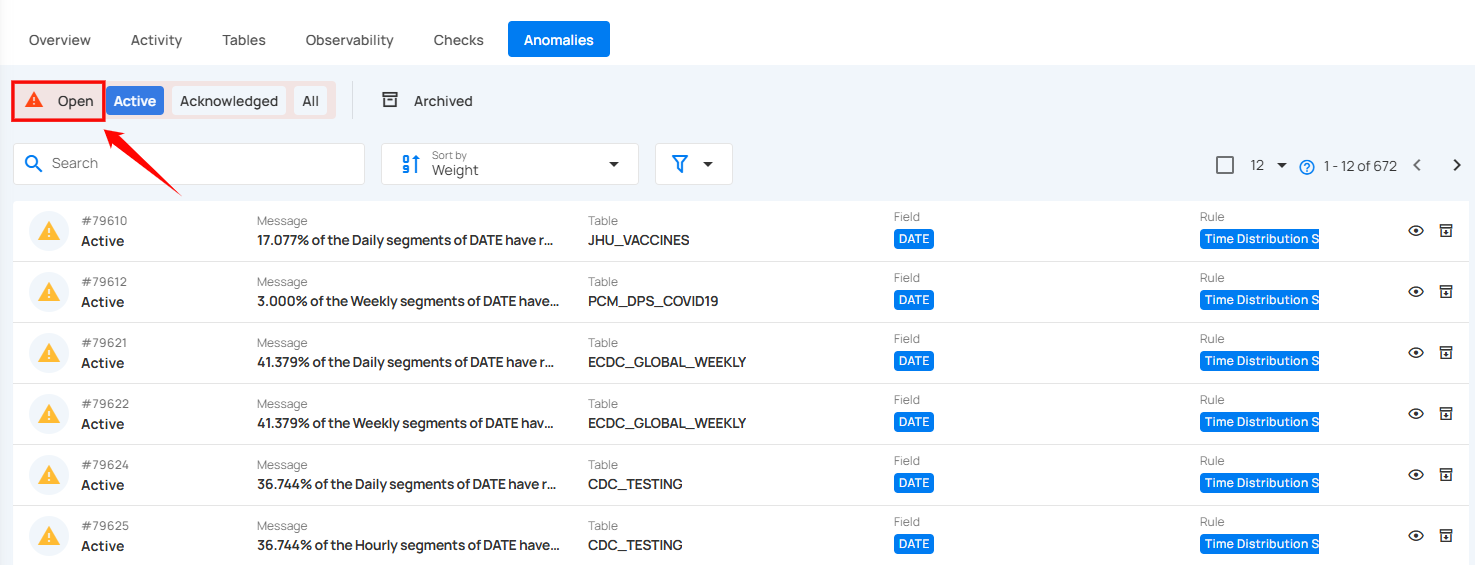 Overview Activity Tables Observability Checks Anomalies
Open Active Acknowledged All Archived
Search Sort by Weight 12 1 - 12 of 672
#79610 Message Table Field Rule
Active 17.077% of the Daily segments of DATE have r... JHU_VACCINES DATE Time Distribution S
#79612 Message Table Field Rule
Active 3.000% of the Weekly segments of DATE have... PCM_DPS_COVID19 DATE Time Distribution S
#79621 Message Table Field Rule
Active 41.379% of the Daily segments of DATE have r... ECDC_GLOBAL_WEEKLY DATE Time Distribution S
#79622 Message Table Field Rule
Active 41.379% of the Weekly segments of DATE hav... ECDC_GLOBAL_WEEKLY DATE Time Distribution S
#79624 Message Table Field Rule
Active 36.744% of the Daily segments of DATE have r... CDC_TESTING DATE Time Distribution S
#79625 Message Table Field Rule
Active 36.744% of the Hourly segments of DATE have... CDC_TESTING DATE Time Distribution S